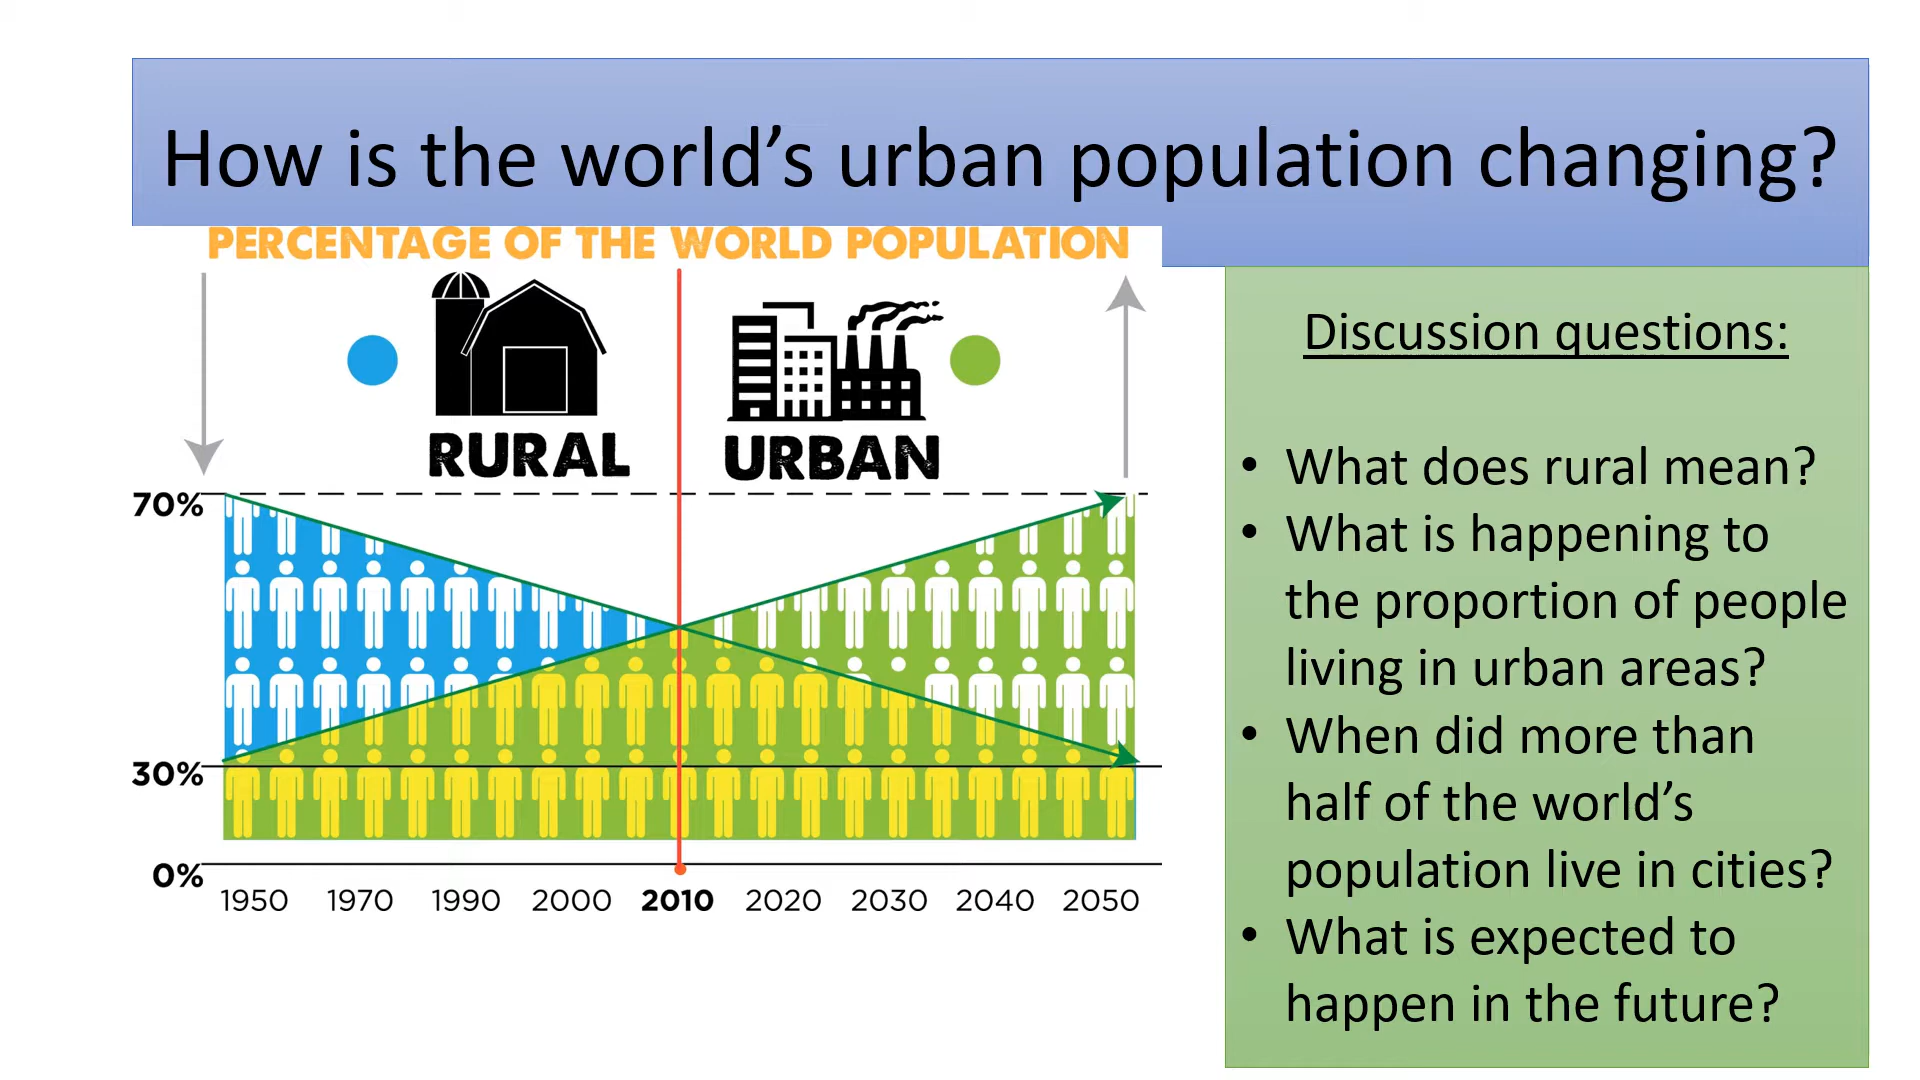 How is the world’s urban population changing?
PERCENTAGE OF THE WORLD POPULATION
RURAL
URBAN
70%
30%
0%
1950 1970 1990 2000 2010 2020 2030 2040 2050
Discussion questions:
• What does rural mean?
• What is happening to
the proportion of people
living in urban areas?
• When did more than
half of the world’s
population live in cities?
• What is expected to
happen in the future?